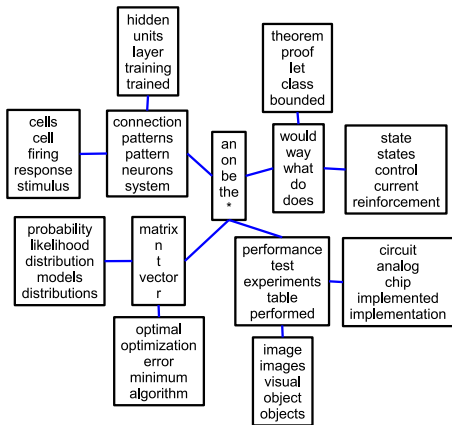 hidden
units
layer
training
trained
theorem
proof
let
class
bounded
cells
cell
firing
response
stimulus
connection
patterns
pattern
neurons
system
an
on
be
the
*
would
way
what
do
does
state
states
control
current
reinforcement
probability
likelihood
distribution
models
distributions
matrix
n
t
vector
r
performance
test
experiments
table
performed
circuit
analog
chip
implemented
implementation
optimal
optimization
error
minimum
algorithm
image
images
visual
object
objects